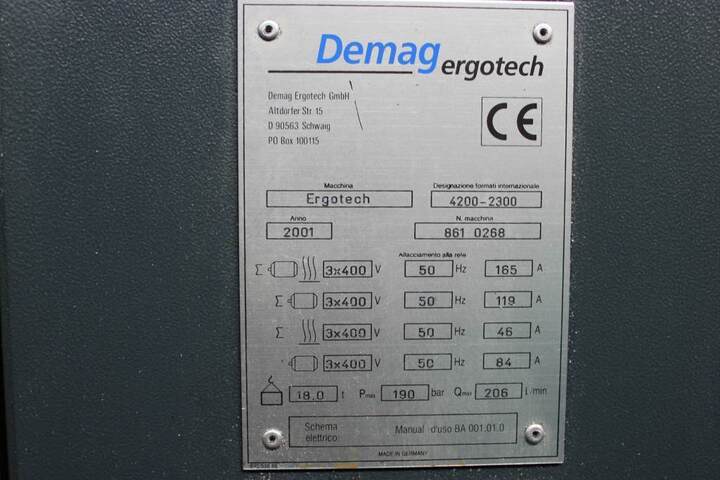 Demag ergotech
Demag Ergotech GmbH
Altdorfer Str. 15
D 90563 Schwaig
PO Box 100115
CE
Macchina
Designazione formati internazionale
Ergotech
4200-2300
Anno
N. macchina
2001
861 0268
Allacciamento alla rete
Σ 3x400 V 50 Hz 165 A
Σ 3x400 V 50 Hz 119 A
Σ 3x400 V 50 Hz 46 A
3x400 V 50 Hz 84 A
18.0 t Pmax 190 bar Qmax 206 l/min
Schema
elettrico:
Manual d'uso BA 001.01.0
MADE IN GERMANY